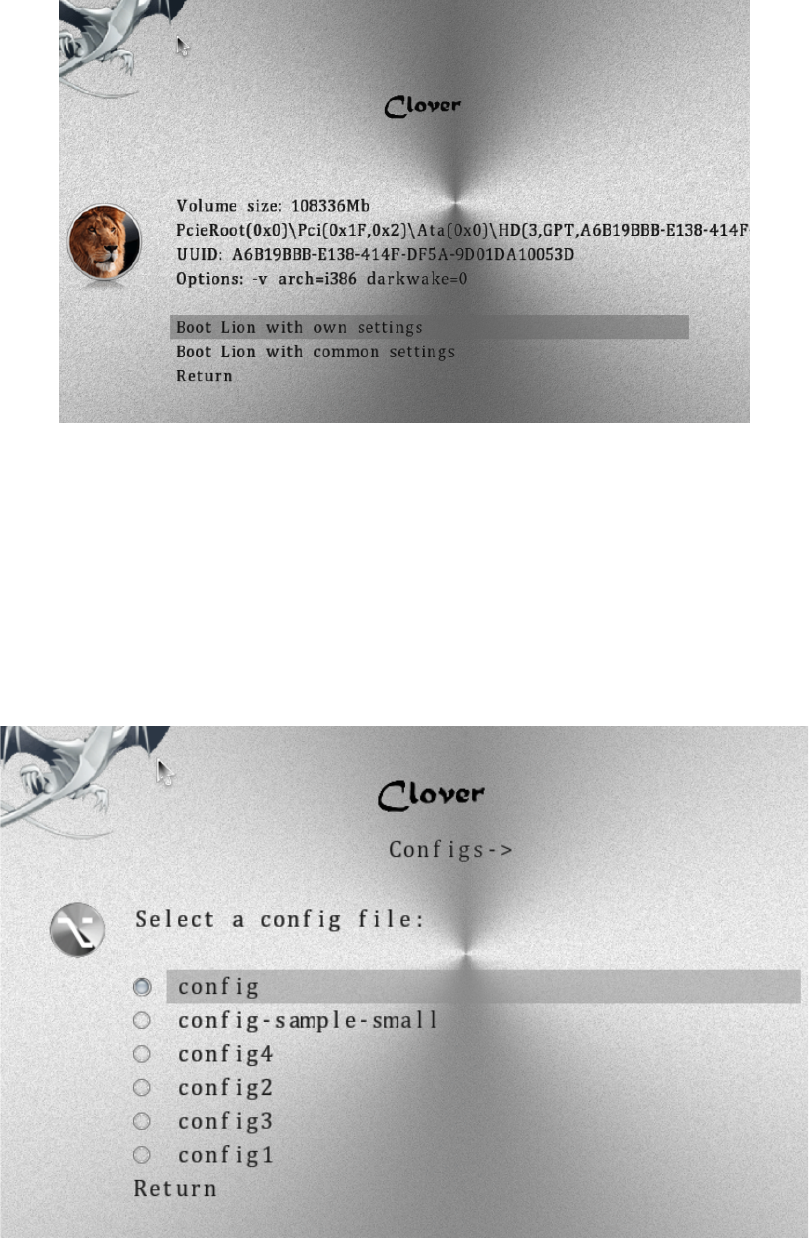 Clover
Volume size: 108336Mb
PcieRoot(0x0)\Pci(0x1F,0x2)\Ata(0x0)\HD(3,GPT,A6B19BBB-E138-414F-
UUID: A6B19BBB-E138-414F-DF5A-9D01DA10053D
Options: -v arch=i386 darkwake=0
Boot Lion with own settings
Boot Lion with common settings
Return
Clover
Configs->
Select a config file:
config
config-sample-small
config4
config2
config3
config1
Return